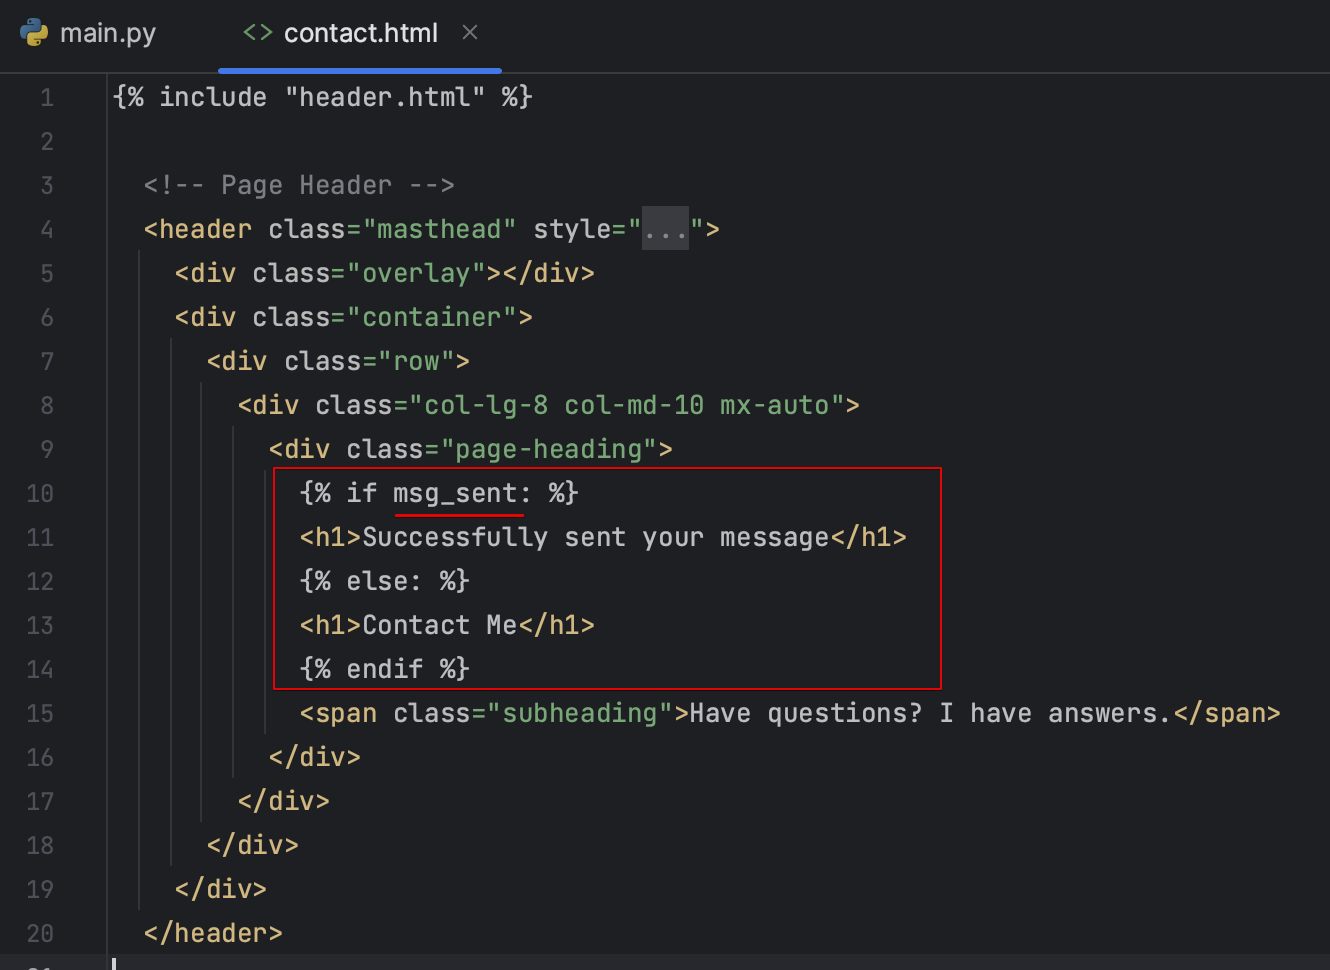 main.py
<> contact.html ×
1 {% include "header.html" %}
2
3 <!-- Page Header -->
4 <header class="masthead" style="...">
5 <div class="overlay"></div>
6 <div class="container">
7 <div class="row">
8 <div class="col-lg-8 col-md-10 mx-auto">
9 <div class="page-heading">
10 {% if msg_sent: %}
11 <h1>Successfully sent your message</h1>
12 {% else: %}
13 <h1>Contact Me</h1>
14 {% endif %}
15 <span class="subheading">Have questions? I have answers.</span>
16 </div>
17 </div>
18 </div>
19 </div>
20 </header>